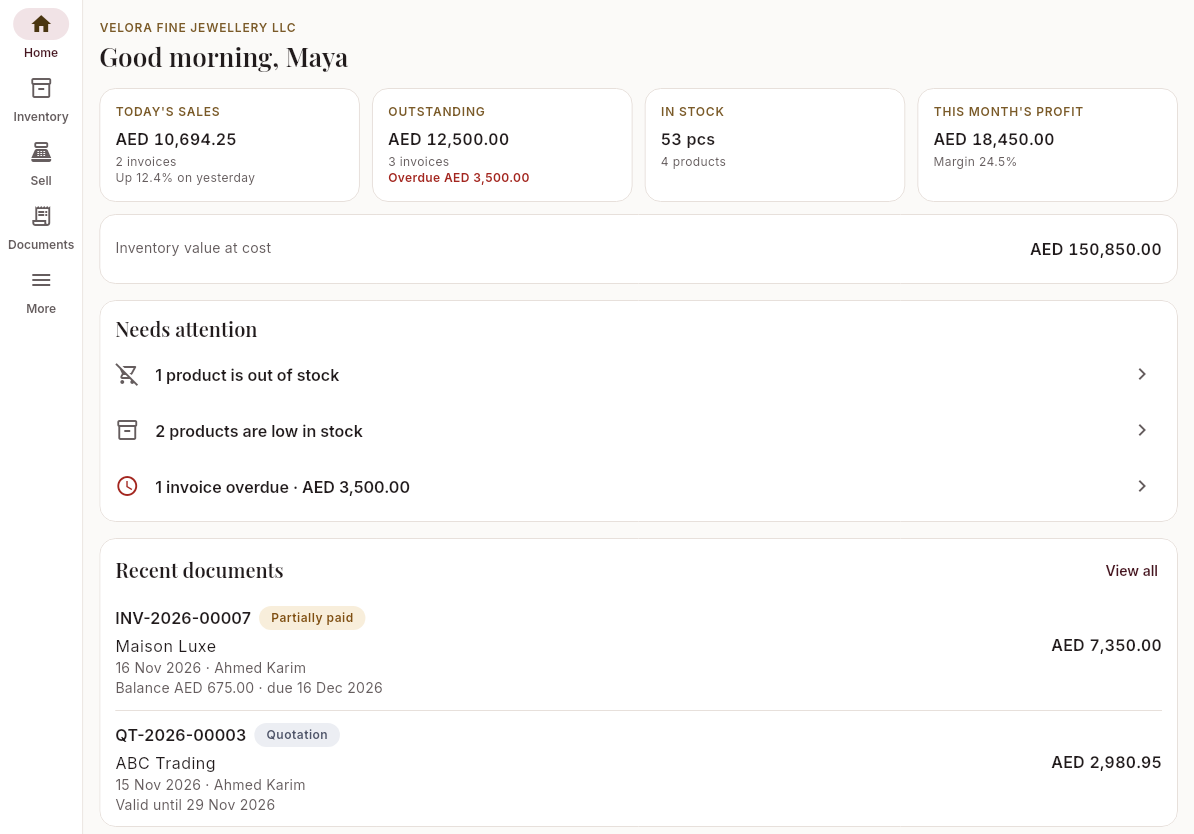 Home
Inventory
Sell
Documents
More
VELORA FINE JEWELLERY LLC
Good morning, Maya
TODAY'S SALES
AED 10,694.25
2 invoices
Up 12.4% on yesterday
OUTSTANDING
AED 12,500.00
3 invoices
Overdue AED 3,500.00
IN STOCK
53 pcs
4 products
THIS MONTH'S PROFIT
AED 18,450.00
Margin 24.5%
Inventory value at cost
AED 150,850.00
Needs attention
1 product is out of stock
2 products are low in stock
1 invoice overdue · AED 3,500.00
Recent documents
View all
INV-2026-00007 Partially paid
Maison Luxe
AED 7,350.00
16 Nov 2026 · Ahmed Karim
Balance AED 675.00 · due 16 Dec 2026
QT-2026-00003 Quotation
ABC Trading
AED 2,980.95
15 Nov 2026 · Ahmed Karim
Valid until 29 Nov 2026